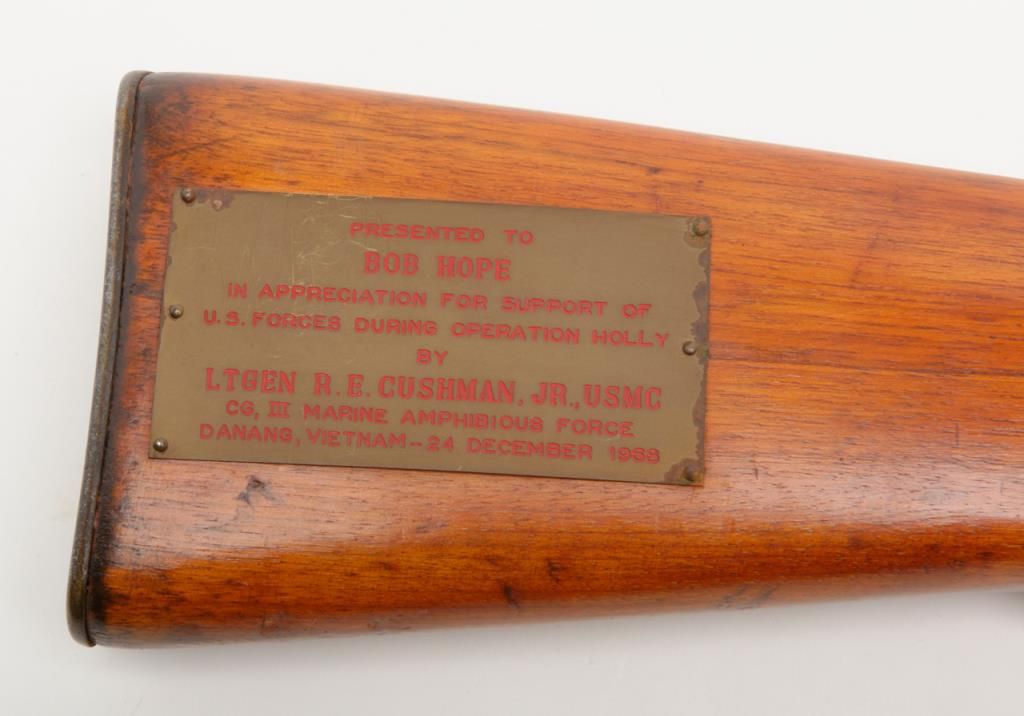 PRESENTED TO
BOB HOPE
IN APPRECIATION FOR SUPPORT OF
U.S. FORCES DURING OPERATION HOLLY
BY
LTGEN R.E. CUSHMAN, JR., USMC
CG, III MARINE AMPHIBIOUS FORCE
DANANG, VIETNAM—24 DECEMBER 1968